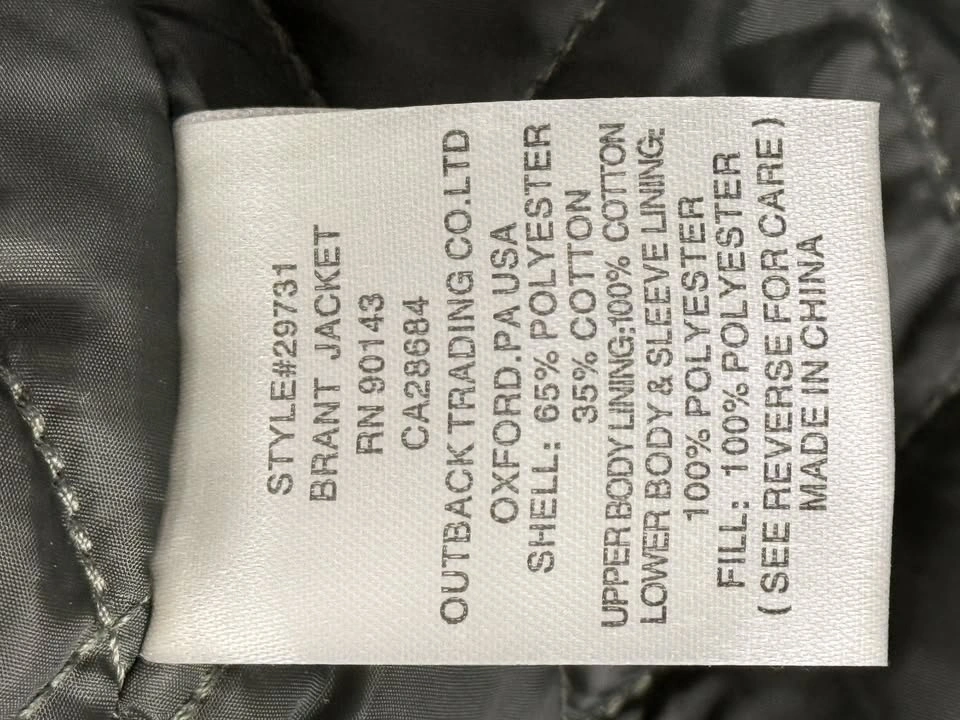 STYLE#29731
BRANT JACKET
RN 90143
CA28684
OUTBACK TRADING CO.LTD
OXFORD.PA USA
SHELL: 65% POLYESTER
35% COTTON
UPPER BODY LINING:100% COTTON
LOWER BODY & SLEEVE LINING:
100% POLYESTER
FILL: 100% POLYESTER
( SEE REVERSE FOR CARE )
MADE IN CHINA